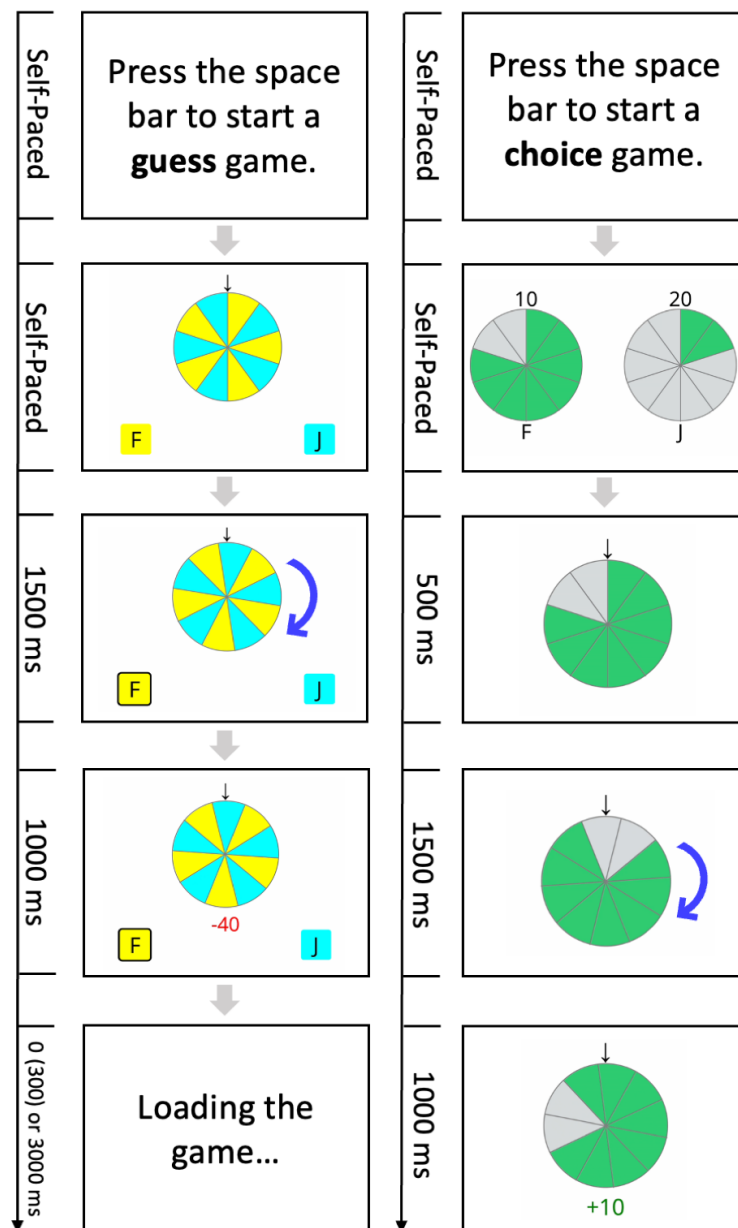 Self-Paced
Press the space
bar to start a
guess game.
Self-Paced
↓
F
J
1500 ms
↓
F
J
1000 ms
↓
-40
F
J
0 (300) or 3000 ms
Loading the
game...
Self-Paced
Press the space
bar to start a
choice game.
Self-Paced
10
20
F
J
500 ms
↓
1500 ms
↓
1000 ms
↓
+10